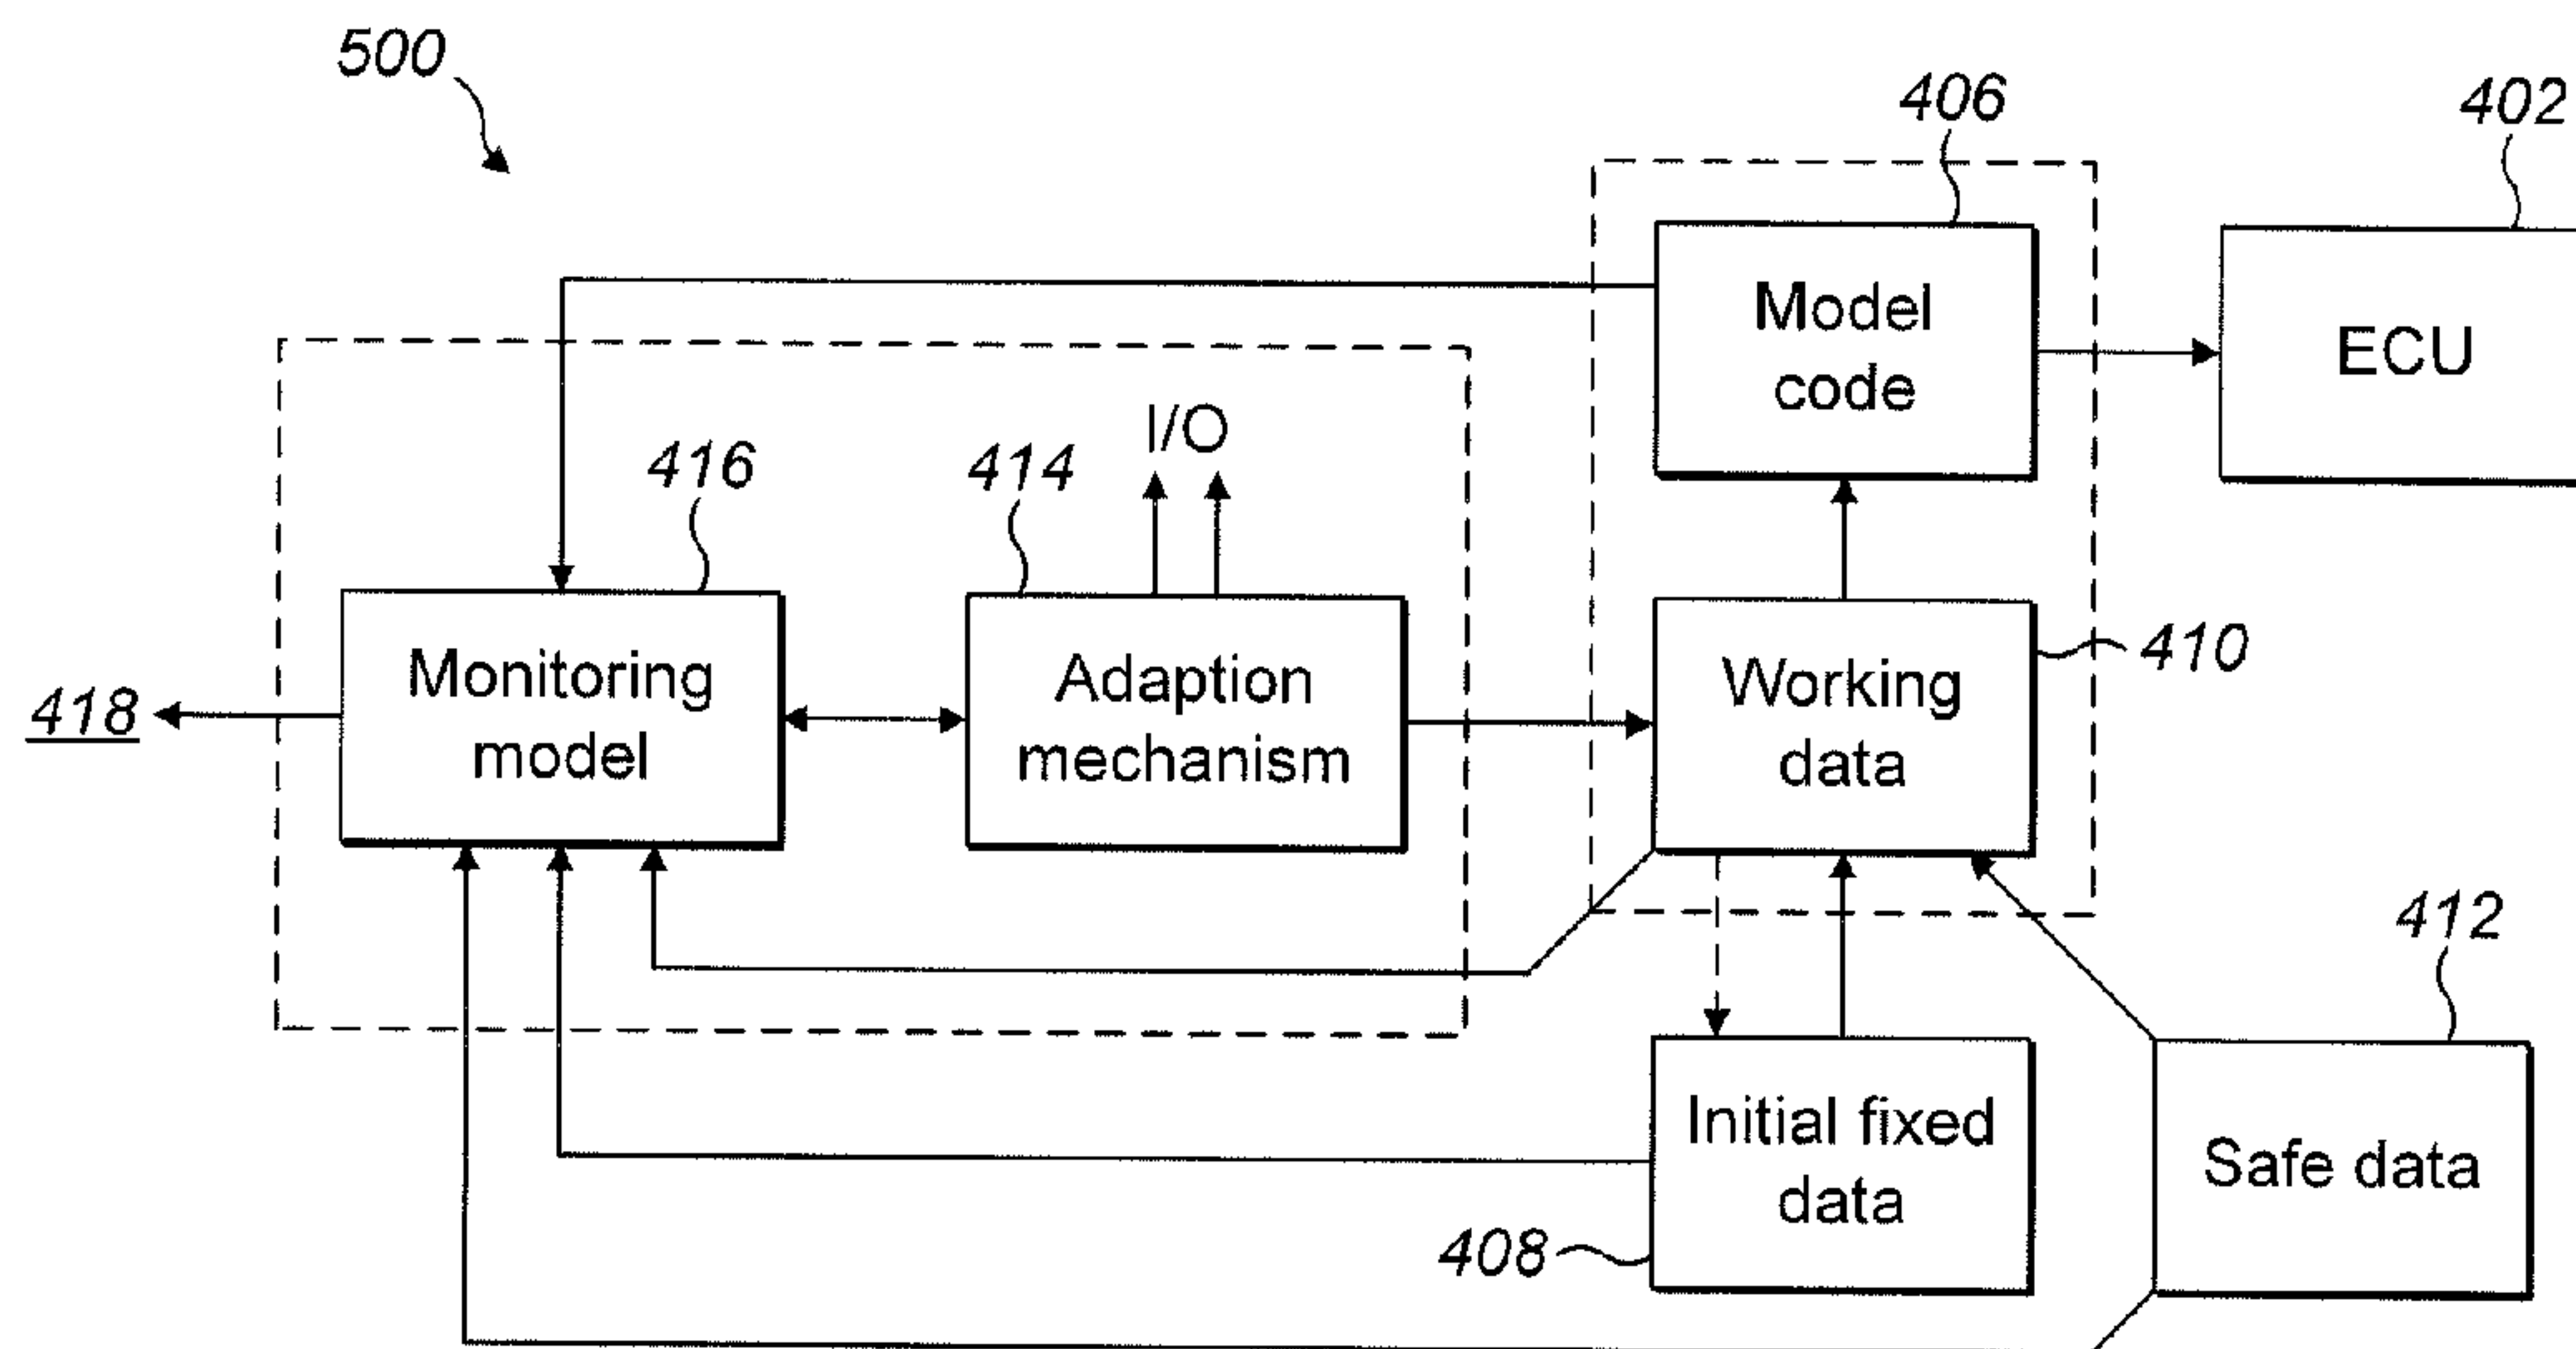 500
406
402
Model
code
ECU
I/O
416
414
Monitoring
model
Adaption
mechanism
Working
data
410
418
412
Initial fixed
data
Safe data
408